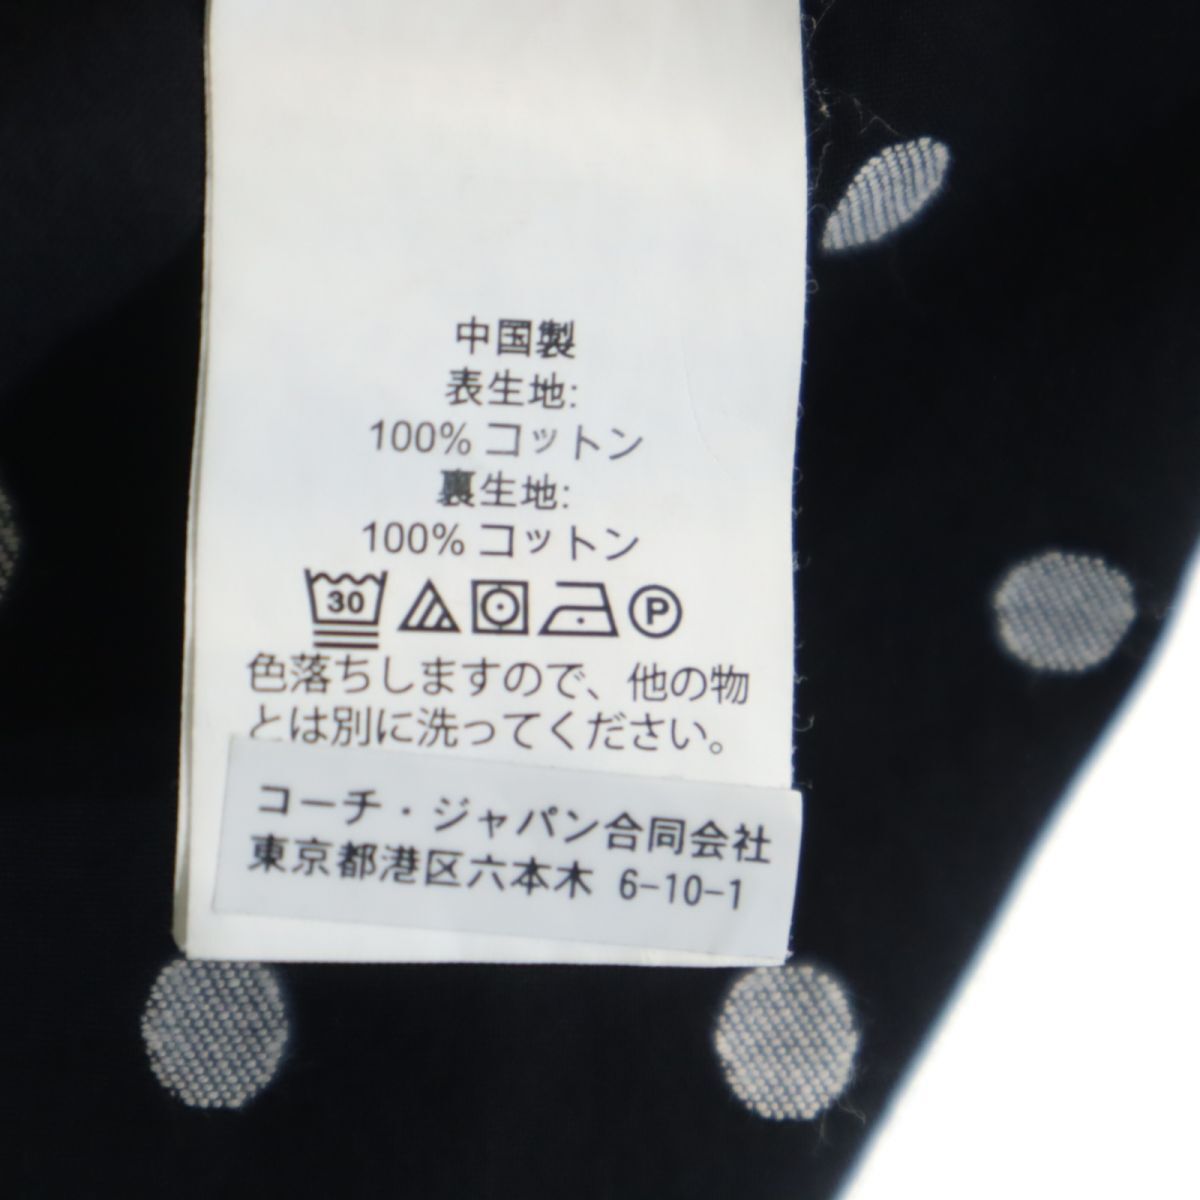 中国製
表生地:
100% コットン
裏生地:
100% コットン
30 P
色落ちしますので、他の物
とは別に洗ってください。
コーチ・ジャパン合同会社
東京都港区六本木 6-10-1